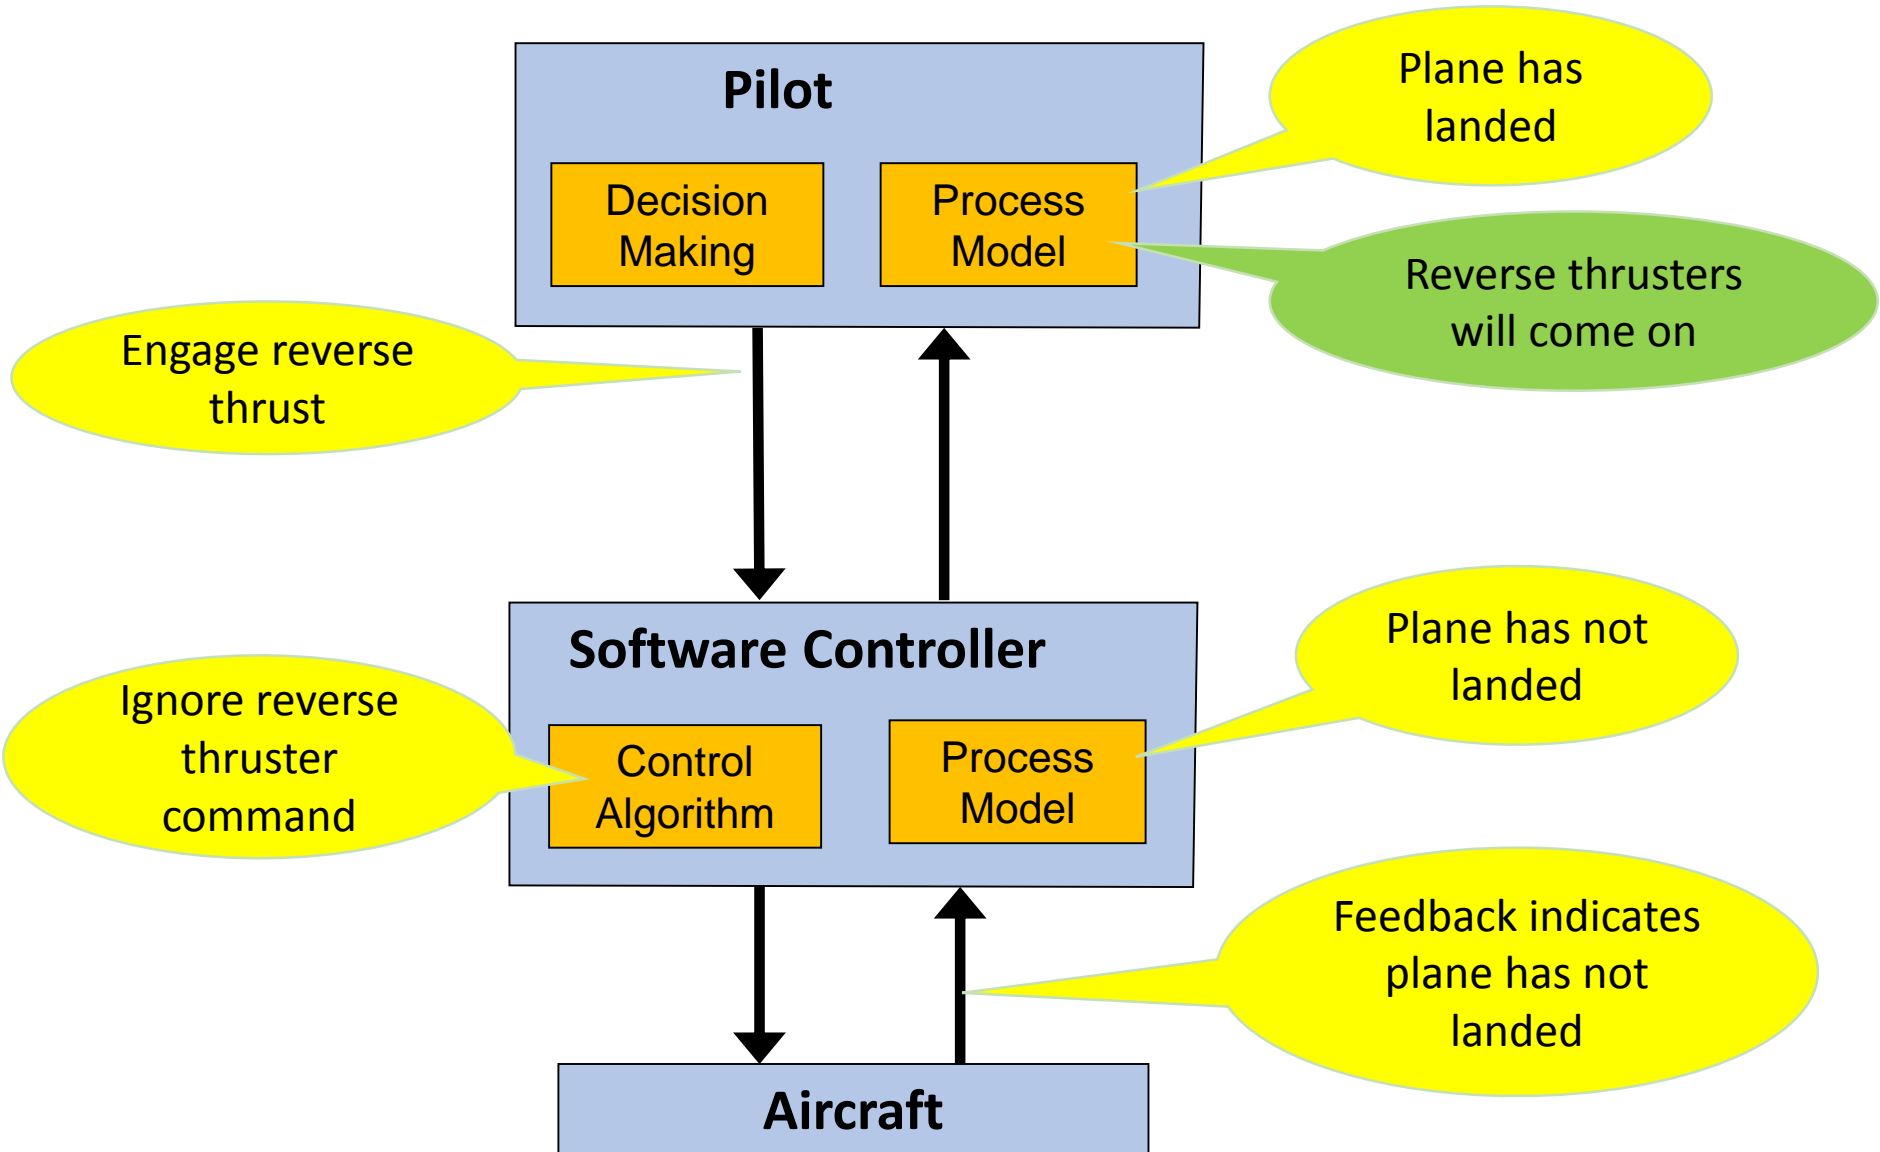 Pilot
Plane has
landed
Decision
Making
Process
Model
Reverse thrusters
will come on
Engage reverse
thrust
Software Controller
Plane has not
landed
Ignore reverse
thruster
command
Control
Algorithm
Process
Model
Feedback indicates
plane has not
landed
Aircraft